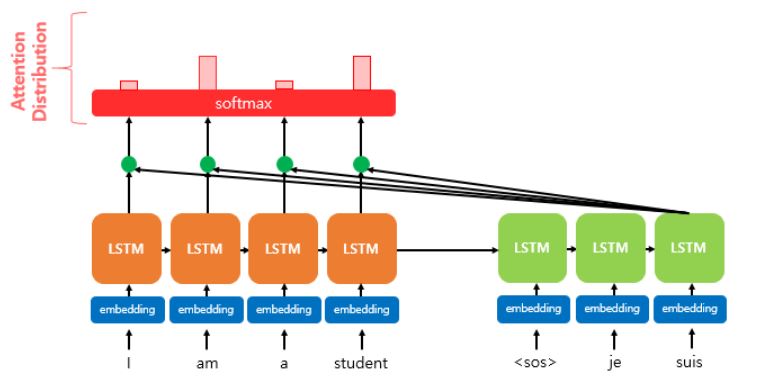 Attention
Distribution
softmax
LSTM LSTM LSTM LSTM LSTM LSTM LSTM
embedding embedding embedding embedding embedding embedding embedding
I am a student <sos> je suis